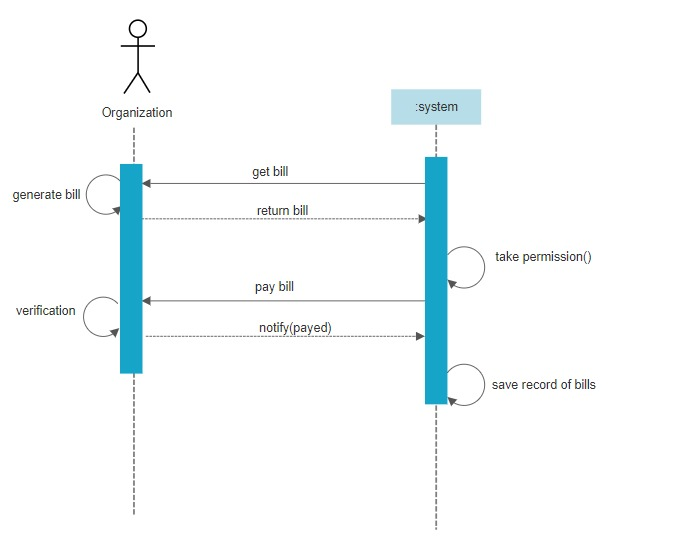 Organization
:system
get bill
generate bill
return bill
take permission()
pay bill
verification
notify(payed)
save record of bills